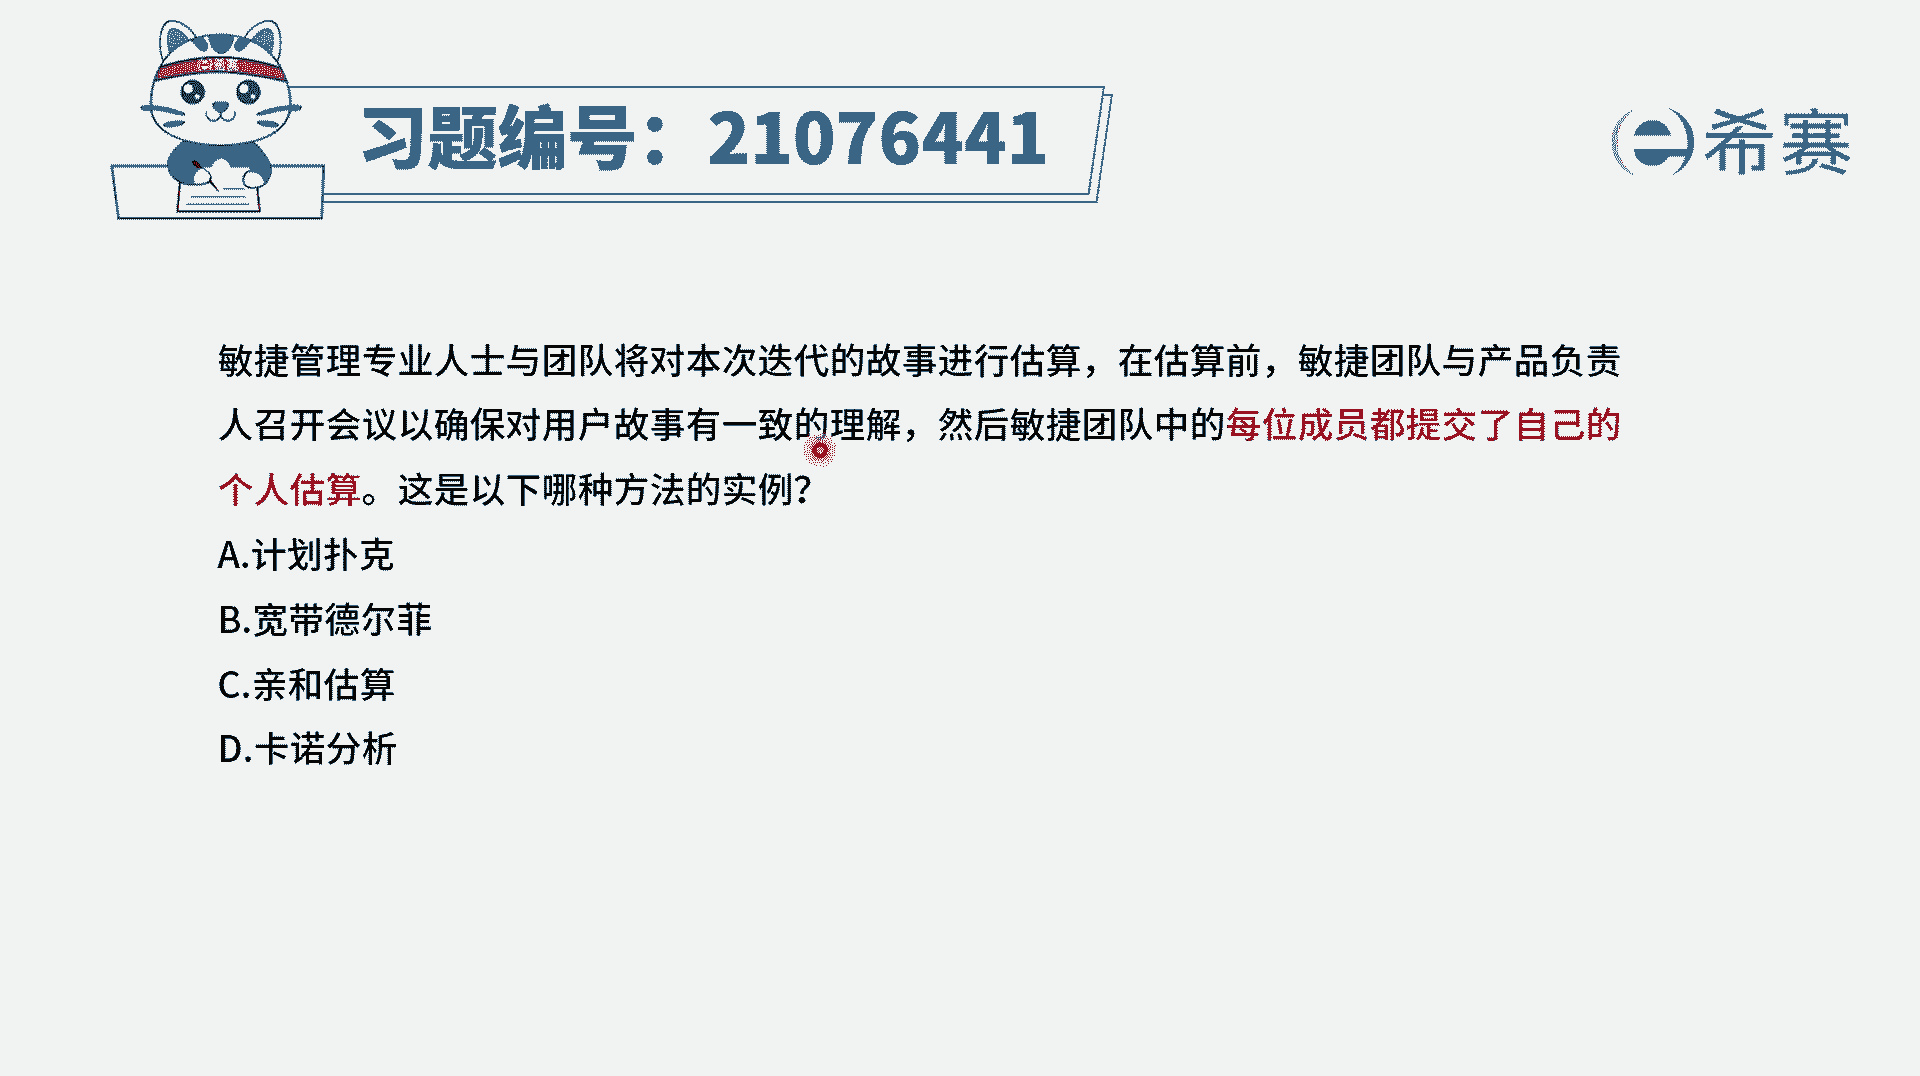 习题编号：21076441
希赛
敏捷管理专业人士与团队将对本次迭代的故事进行估算，在估算前，敏捷团队与产品负责
人召开会议以确保对用户故事有一致的理解，然后敏捷团队中的每位成员都提交了自己的
个人估算。这是以下哪种方法的实例？
A.计划扑克
B.宽带德尔菲
C.亲和估算
D.卡诺分析